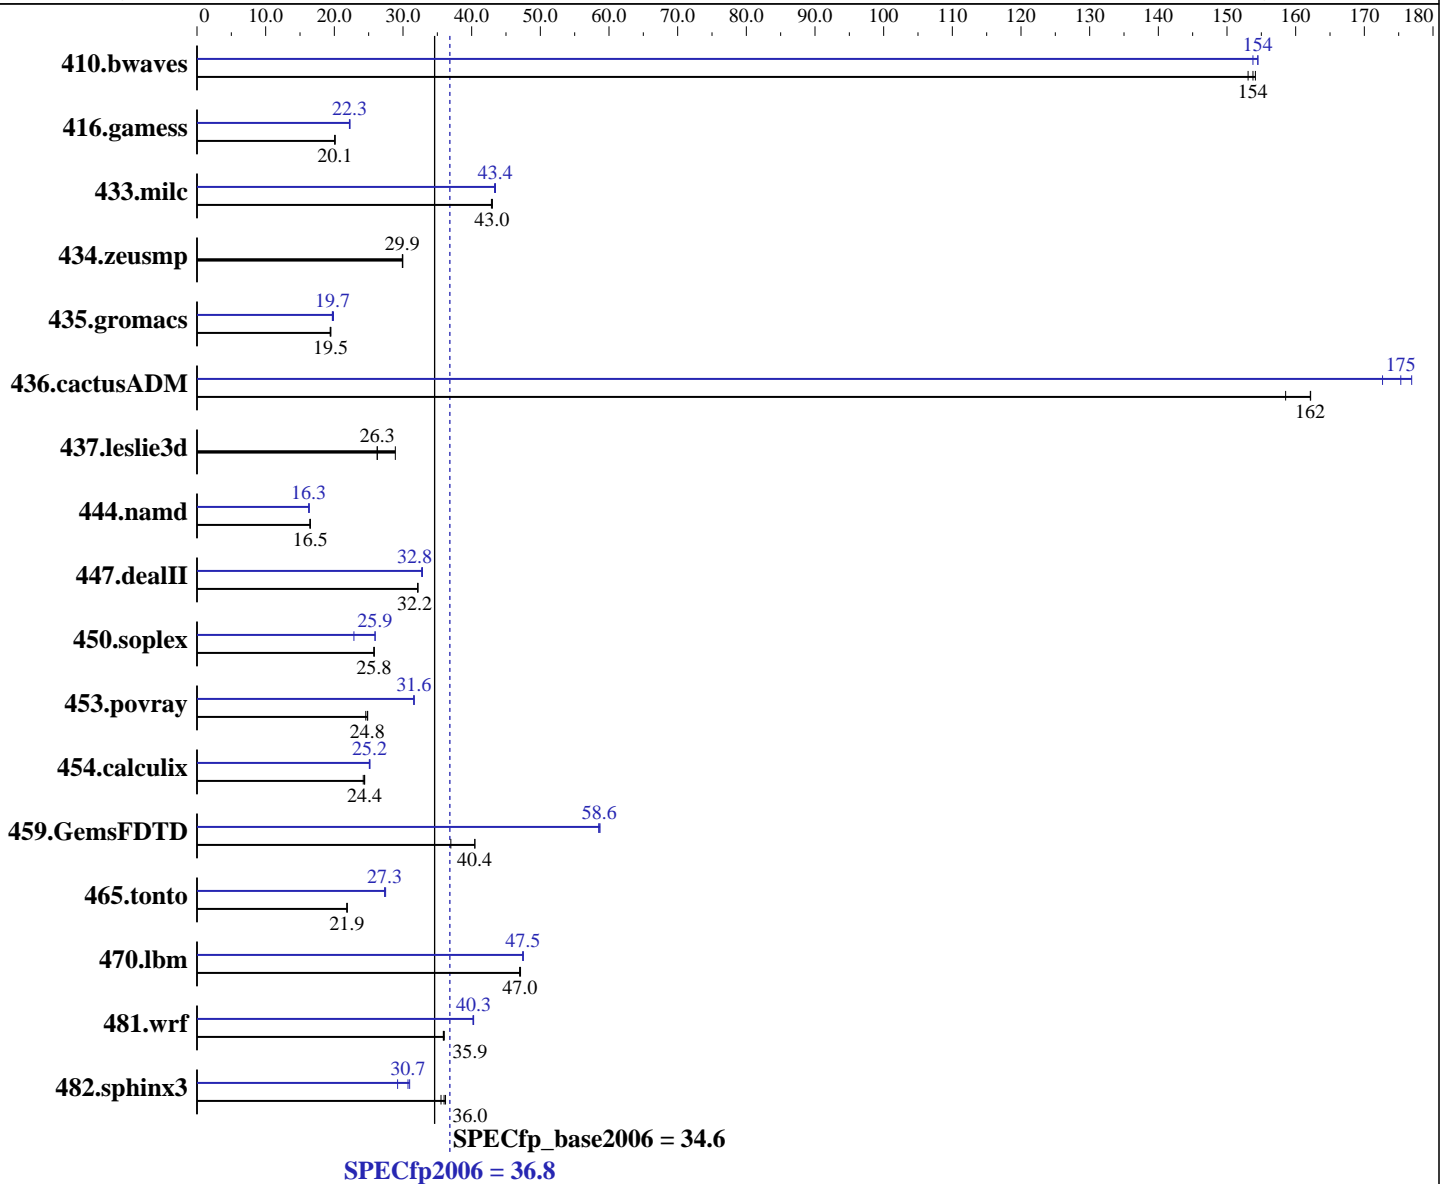 0 10.0 20.0 30.0 40.0 50.0 60.0 70.0 80.0 90.0 100 110 120 130 140 150 160 170 180
410.bwaves
154
154
416.gamess
22.3
20.1
433.milc
43.4
43.0
434.zeusmp
29.9
435.gromacs
19.7
19.5
436.cactusADM
175
162
437.leslie3d
26.3
444.namd
16.3
16.5
447.dealII
32.8
32.2
450.soplex
25.9
25.8
453.povray
31.6
24.8
454.calculix
25.2
24.4
459.GemsFDTD
58.6
40.4
465.tonto
27.3
21.9
470.lbm
47.5
47.0
481.wrf
40.3
35.9
482.sphinx3
30.7
36.0
SPECfp_base2006 = 34.6
SPECfp2006 = 36.8